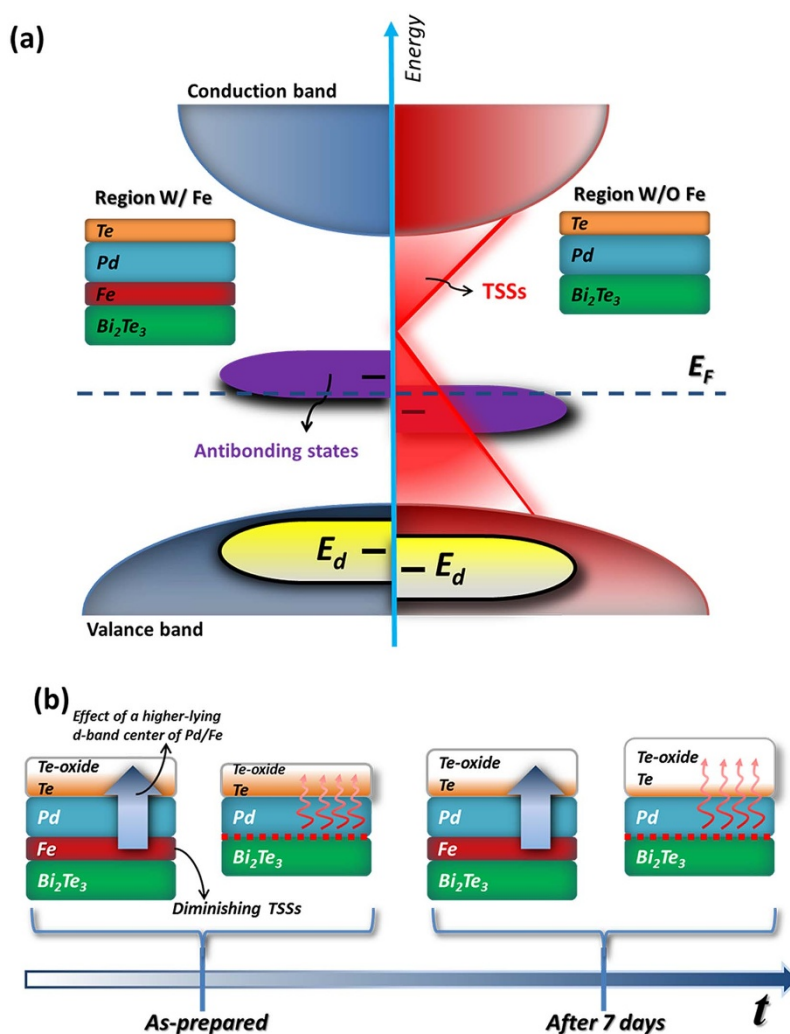 (a)
Energy
Conduction band
Region W/ Fe
Te
Pd
Fe
Bi2Te3
Region W/O Fe
Te
Pd
Bi2Te3
TSSs
EF
Antibonding states
Ed
Ed
Valance band
(b)
Effect of a higher-lying
d-band center of Pd/Fe
Te-oxide
Te
Pd
Fe
Bi2Te3
Te-oxide
Te
Pd
Bi2Te3
Diminishing TSSs
Te-oxide
Te
Pd
Fe
Bi2Te3
Te-oxide
Te
Pd
Bi2Te3
As-prepared
After 7 days
t